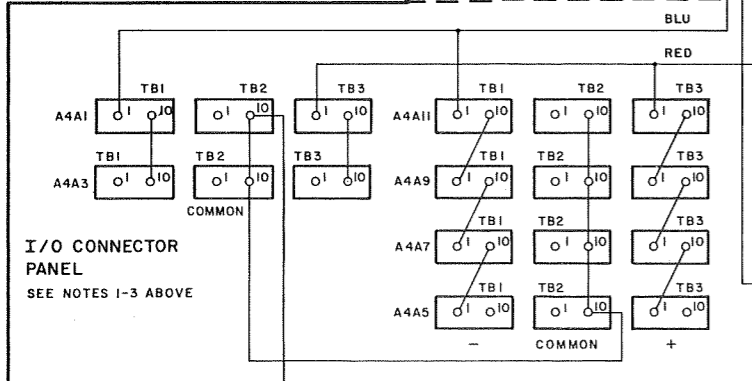 BLU
RED
TB1 TB2 TB3 TB1 TB2 TB3
A4A1 1 10 1 10 1 10 A4A11 1 10 1 10 1 10
TB1 TB2 TB3 TB1 TB2 TB3
A4A3 1 10 1 10 1 10 A4A9 1 10 1 10 1 10
COMMON
TB1 TB2 TB3
I/O CONNECTOR
PANEL
A4A7 1 10 1 10 1 10
SEE NOTES 1-3 ABOVE
TB1 TB2 TB3
A4A5 1 10 1 10 1 10
− COMMON +